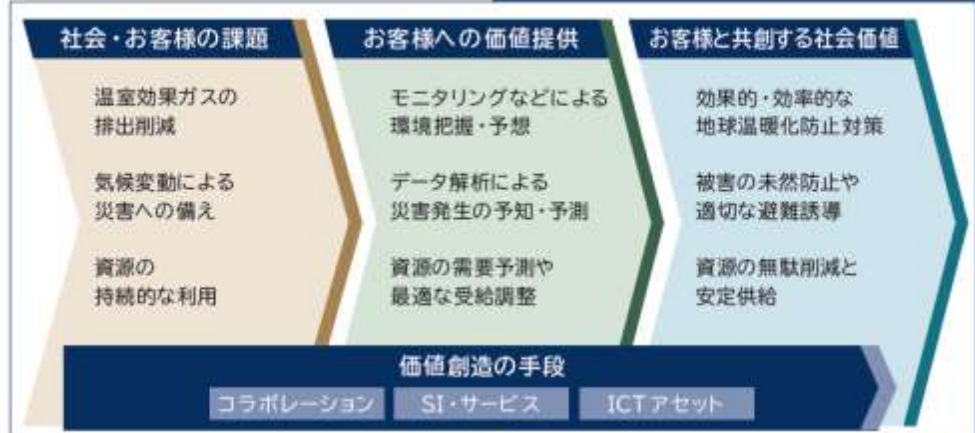 社会・お客様の課題
温室効果ガスの
排出削減
気候変動による
災害への備え
資源の
持続的な利用
お客様への価値提供
モニタリングなどによる
環境把握・予想
データ解析による
災害発生の予知・予測
資源の需要予測や
最適な受給調整
お客様と共創する社会価値
効果的・効率的な
地球温暖化防止対策
被害の未然防止や
適切な避難誘導
資源の無駄削減と
安定供給
価値創造の手段
コラボレーション
SI・サービス
ICTアセット